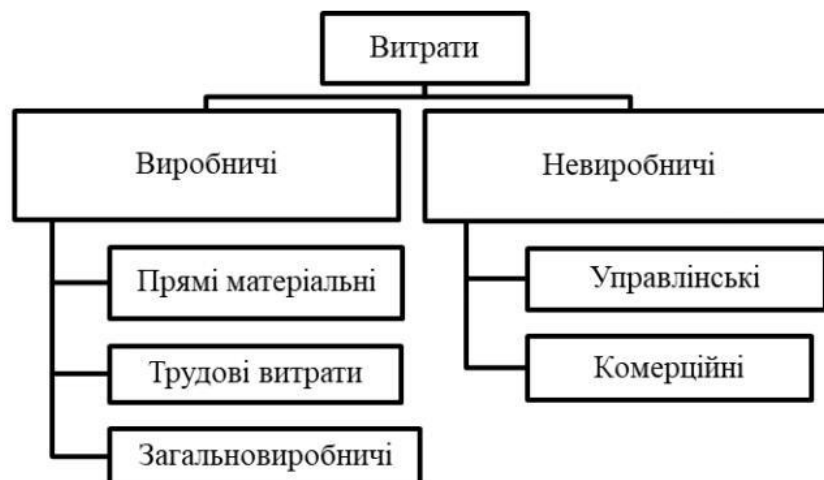 Витрати
Виробничі
Невиробничі
Прямі матеріальні
Управлінські
Трудові витрати
Комерційні
Загальновиробничі